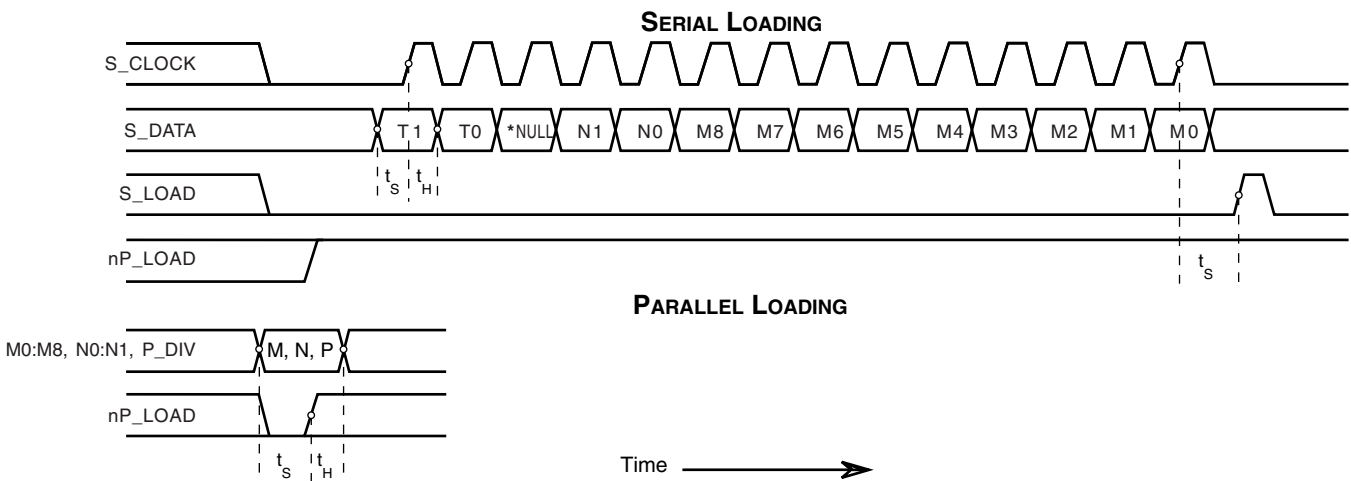 SERIAL LOADING
S_CLOCK
S_DATA T1 T0 *NULL N1 N0 M8 M7 M6 M5 M4 M3 M2 M1 M0
tS tH
S_LOAD
nP_LOAD
tS
PARALLEL LOADING
M0:M8, N0:N1, P_DIV M, N, P
nP_LOAD
tS tH
Time